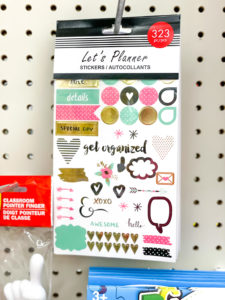 323
Let's Planner
STICKERS / AUTOCOLLANTS
details
SPECIAL DAY
get organized
XOXO
&
AWESOME
hello
CLASSROOM
POINTER FINGER
DOIGT POINTEUR
DE CLASSE
3+